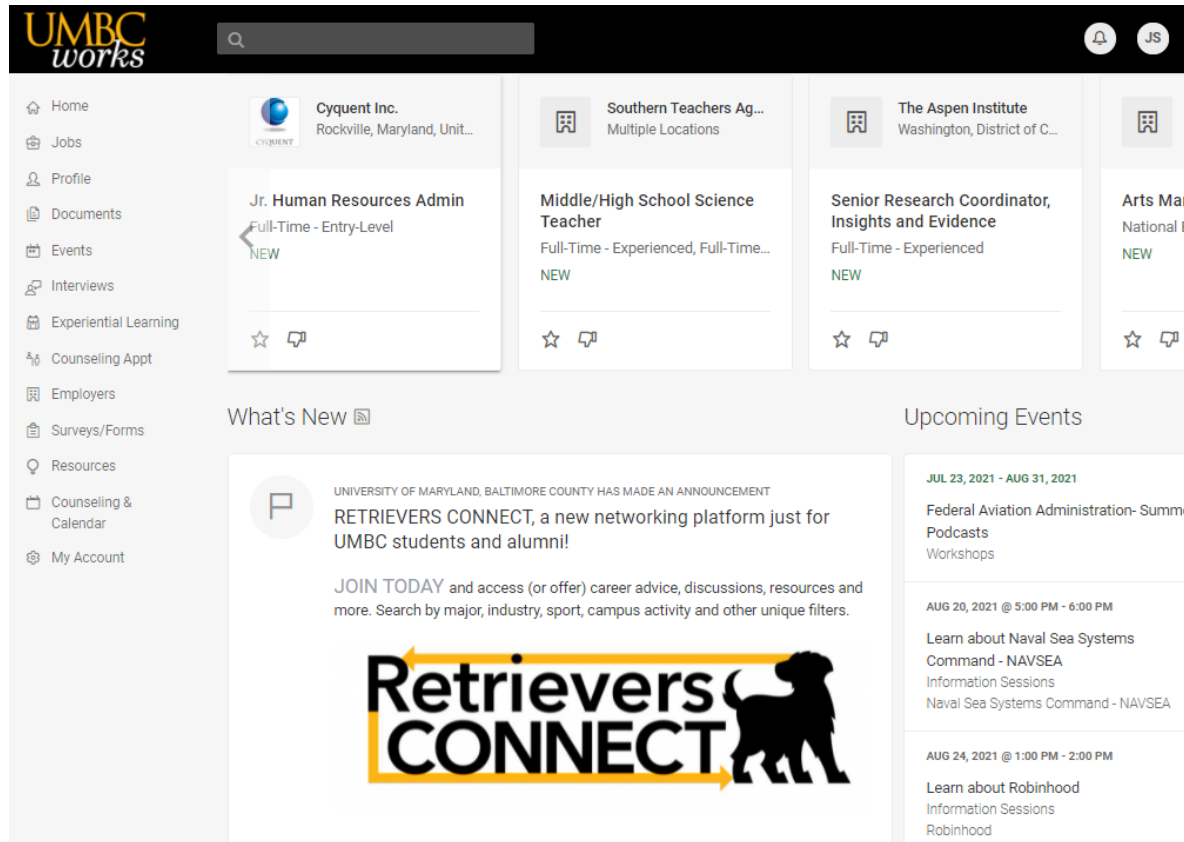 UMBC
works
JS
Home
Jobs
Profile
Documents
Events
Interviews
Experiential Learning
Counseling Appt
Employers
Surveys/Forms
Resources
Counseling &
Calendar
My Account
Cyquent Inc.
Rockville, Maryland, Unit...
CYQUENT
Jr. Human Resources Admin
Full-Time - Entry-Level
NEW
Southern Teachers Ag...
Multiple Locations
Middle/High School Science
Teacher
Full-Time - Experienced, Full-Time...
NEW
The Aspen Institute
Washington, District of C...
Senior Research Coordinator,
Insights and Evidence
Full-Time - Experienced
NEW
Arts Mar
National
NEW
What's New
UNIVERSITY OF MARYLAND, BALTIMORE COUNTY HAS MADE AN ANNOUNCEMENT
RETRIEVERS CONNECT, a new networking platform just for
UMBC students and alumni!
JOIN TODAY and access (or offer) career advice, discussions, resources and
more. Search by major, industry, sport, campus activity and other unique filters.
Retrievers
CONNECT
Upcoming Events
JUL 23, 2021 - AUG 31, 2021
Federal Aviation Administration- Summe
Podcasts
Workshops
AUG 20, 2021 @ 5:00 PM - 6:00 PM
Learn about Naval Sea Systems
Command - NAVSEA
Information Sessions
Naval Sea Systems Command - NAVSEA
AUG 24, 2021 @ 1:00 PM - 2:00 PM
Learn about Robinhood
Information Sessions
Robinhood